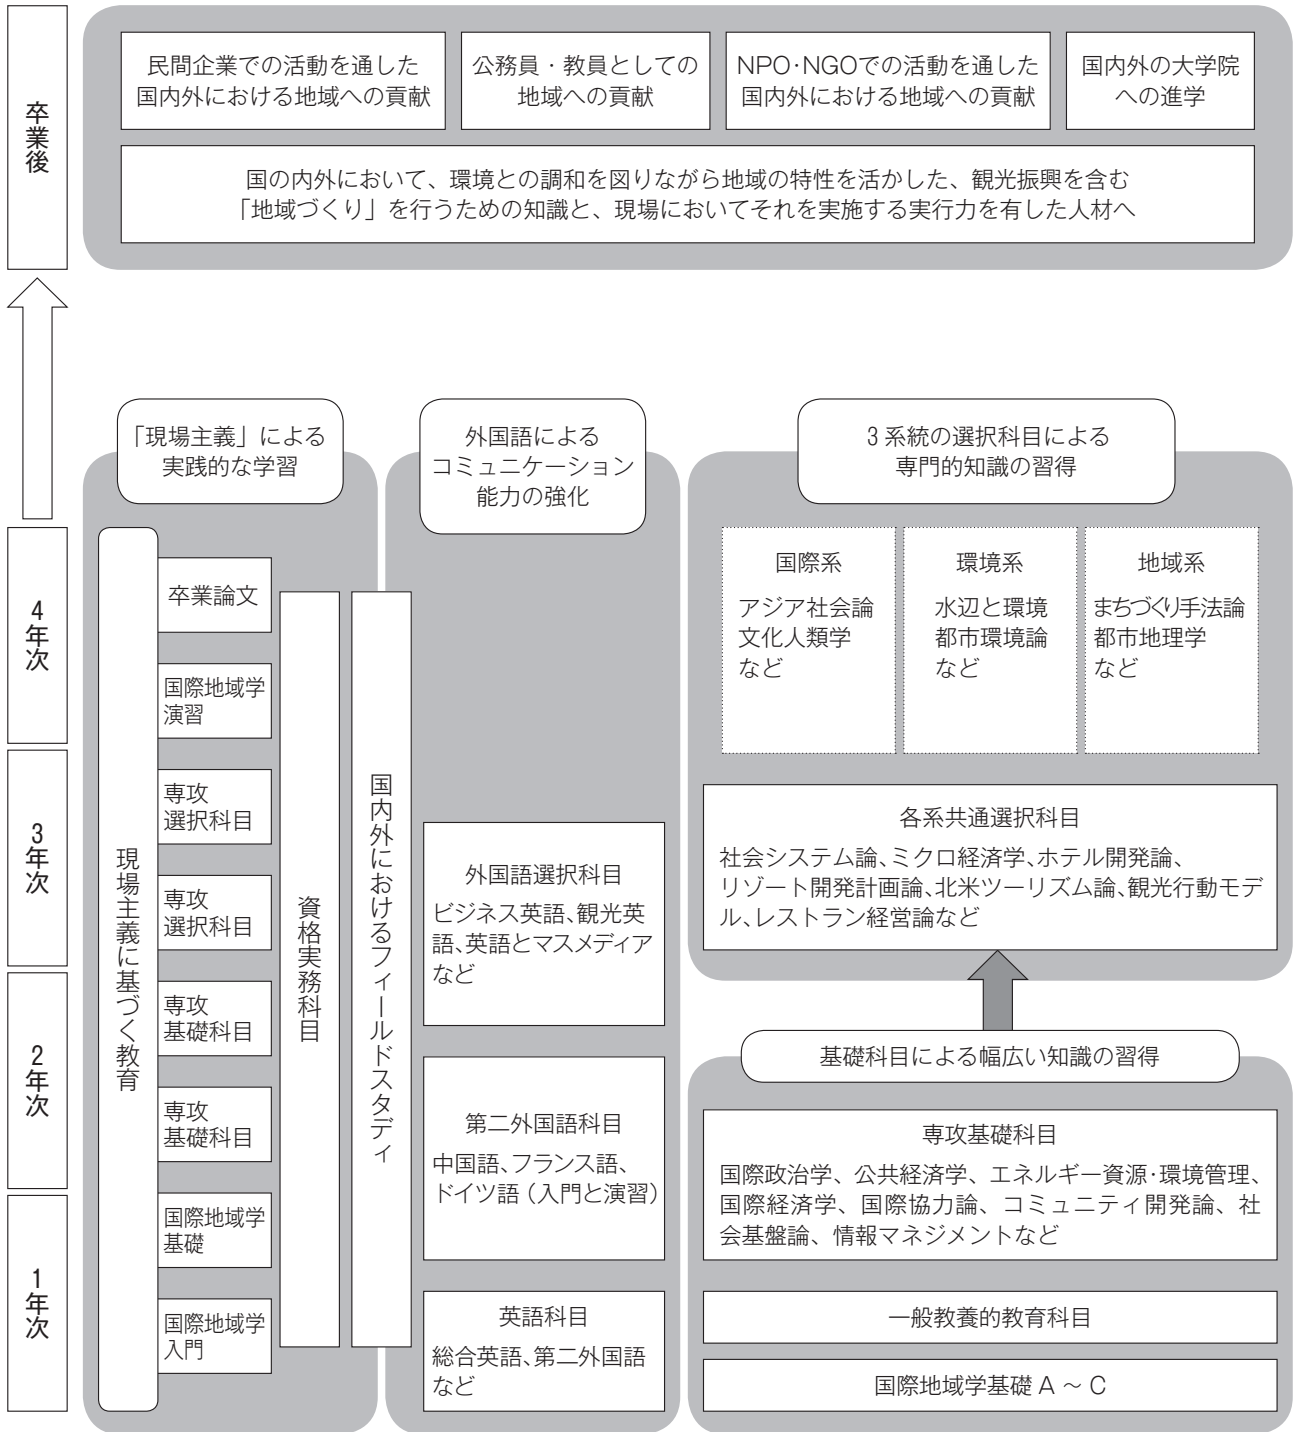 卒業後
民間企業での活動を通した
国内外における地域への貢献
公務員・教員としての
地域への貢献
NPO・NGOでの活動を通した
国内外における地域への貢献
国内外の大学院
への進学
国の内外において、環境との調和を図りながら地域の特性を活かした、観光振興を含む
「地域づくり」を行うための知識と、現場においてそれを実施する実行力を有した人材へ
4年次
3年次
2年次
1年次
「現場主義」による
実践的な学習
現場主義に基づく教育
卒業論文
国際地域学
演習
専攻
選択科目
専攻
選択科目
専攻
基礎科目
専攻
基礎科目
国際地域学
基礎
国際地域学
入門
資格実務科目
国内外におけるフィールドスタディ
外国語による
コミュニケーション
能力の強化
外国語選択科目
ビジネス英語、観光英
語、英語とマスメディア
など
第二外国語科目
中国語、フランス語、
ドイツ語（入門と演習）
英語科目
総合英語、第二外国語
など
3系統の選択科目による
専門的知識の習得
国際系
アジア社会論
文化人類学
など
環境系
水辺と環境
都市環境論
など
地域系
まちづくり手法論
都市地理学
など
各系共通選択科目
社会システム論、ミクロ経済学、ホテル開発論、
リゾート開発計画論、北米ツーリズム論、観光行動モデ
ル、レストラン経営論など
基礎科目による幅広い知識の習得
専攻基礎科目
国際政治学、公共経済学、エネルギー資源・環境管理、
国際経済学、国際協力論、コミュニティ開発論、社
会基盤論、情報マネジメントなど
一般教養的教育科目
国際地域学基礎 A ～ C